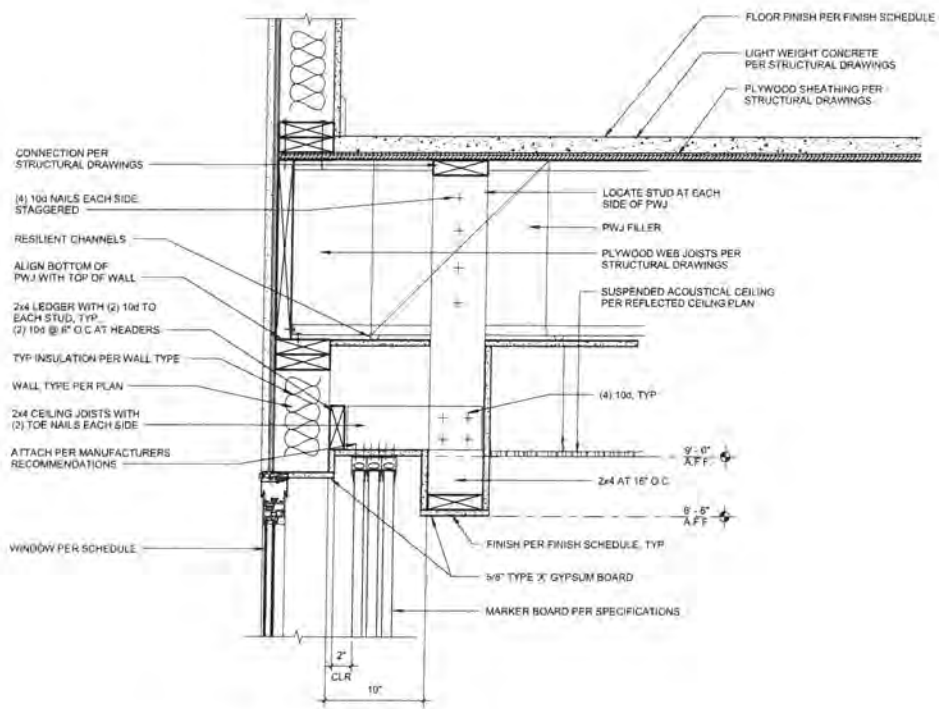 FLOOR FINISH PER FINISH SCHEDULE
LIGHT WEIGHT CONCRETE
PER STRUCTURAL DRAWINGS
PLYWOOD SHEATHING PER
STRUCTURAL DRAWINGS
CONNECTION PER
STRUCTURAL DRAWINGS
(4) 10d NAILS EACH SIDE
STAGGERED
RESILIENT CHANNELS
ALIGN BOTTOM OF
PWJ WITH TOP OF WALL
2x4 LEDGER WITH (2) 10d TO
EACH STUD, TYP.
(2) 10d @ 6" O.C AT HEADERS
TYP INSULATION PER WALL TYPE
WALL TYPE PER PLAN
2x4 CEILING JOISTS WITH
(2) TOE NAILS EACH SIDE
ATTACH PER MANUFACTURERS
RECOMMENDATIONS
WINDOW PER SCHEDULE
LOCATE STUD AT EACH
SIDE OF PWJ
PWJ FILLER
PLYWOOD WEB JOISTS PER
STRUCTURAL DRAWINGS
SUSPENDED ACOUSTICAL CEILING
PER REFLECTED CEILNG PLAN
(4) 10d, TYP
9' - 0"
A.F.F
2x4 AT 16" O.C
8' - 6"
A.F.F
FINISH PER FINISH SCHEDULE, TYP
5/8" TYPE 'X' GYPSUM BOARD
MARKER BOARD PER SPECIFICATIONS
2"
CLR
10"